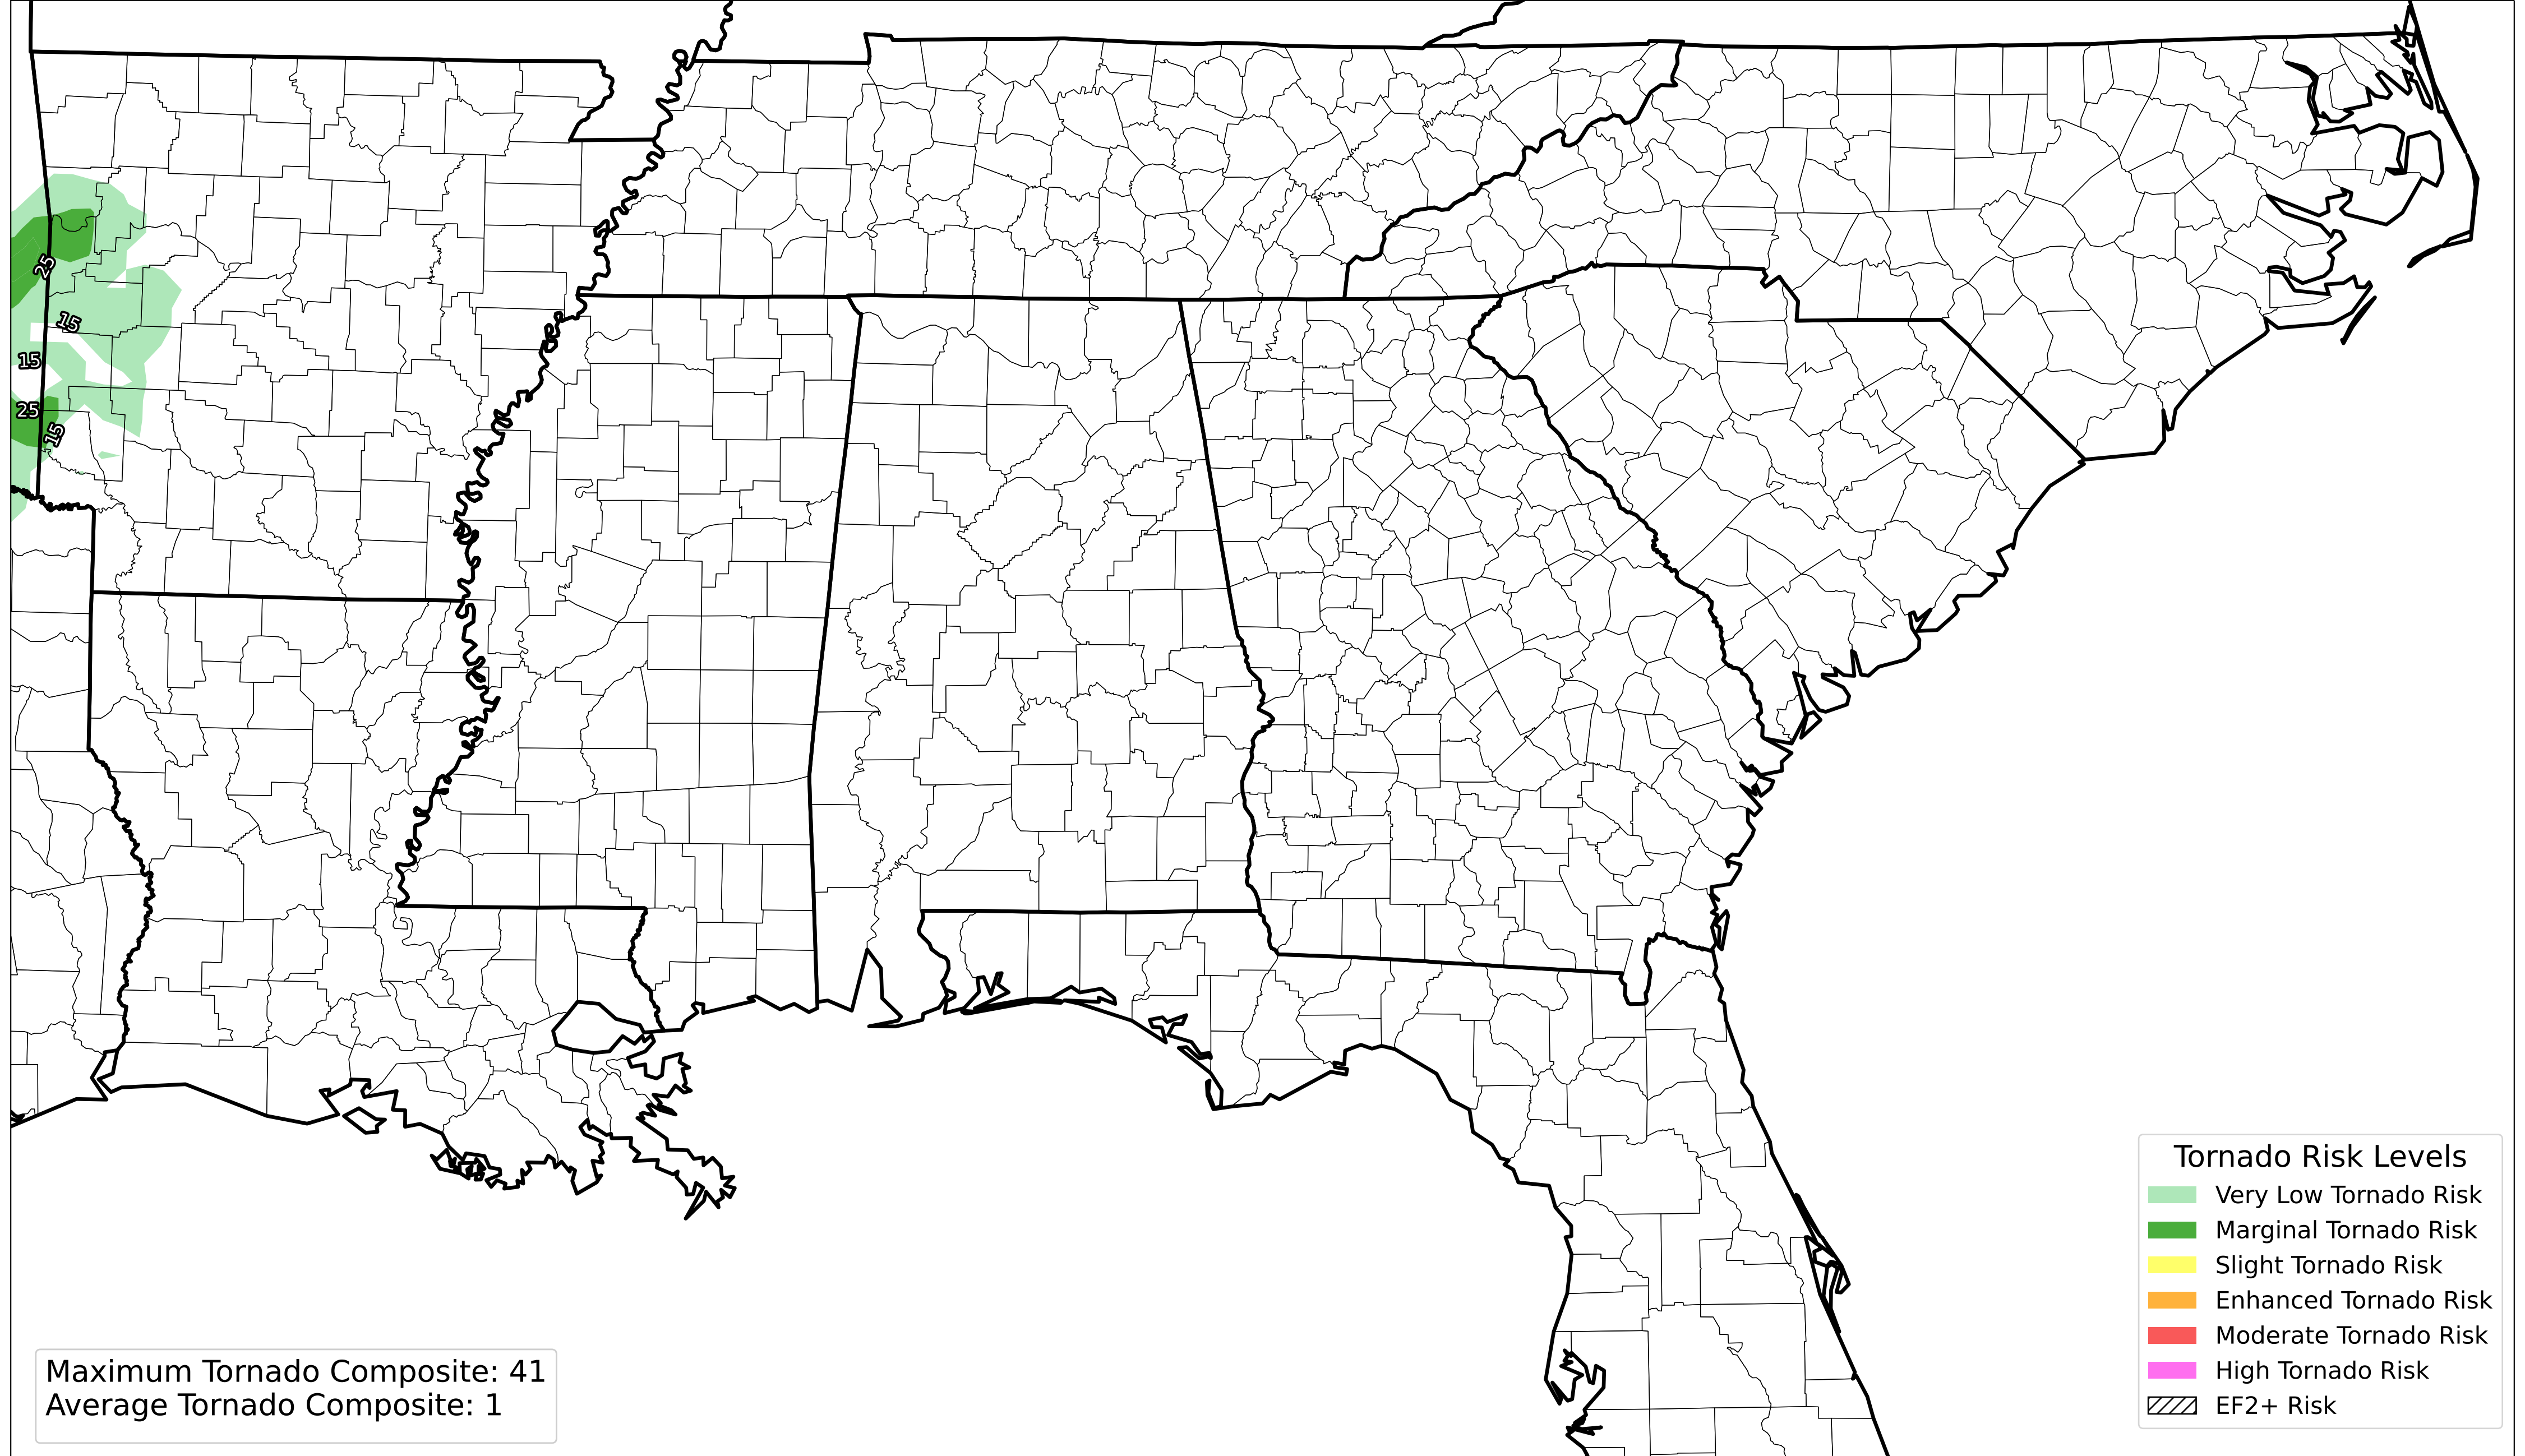 25
15
15
25
15
Tornado Risk Levels
Very Low Tornado Risk
Marginal Tornado Risk
Slight Tornado Risk
Enhanced Tornado Risk
Moderate Tornado Risk
High Tornado Risk
EF2+ Risk
Maximum Tornado Composite: 41
Average Tornado Composite: 1